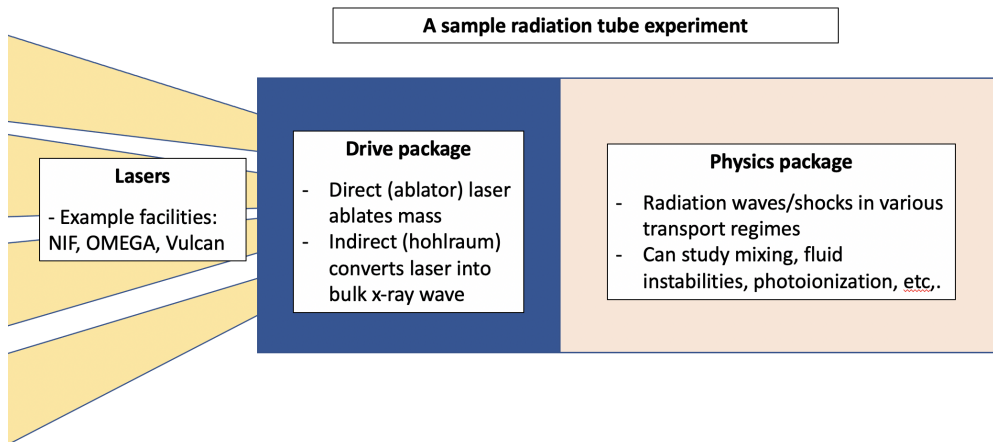 A sample radiation tube experiment
Lasers
- Example facilities:
NIF, OMEGA, Vulcan
Drive package
- Direct (ablator) laser
ablates mass
- Indirect (hohlraum)
converts laser into
bulk x-ray wave
Physics package
- Radiation waves/shocks in various
transport regimes
- Can study mixing, fluid
instabilities, photoionization, etc,.